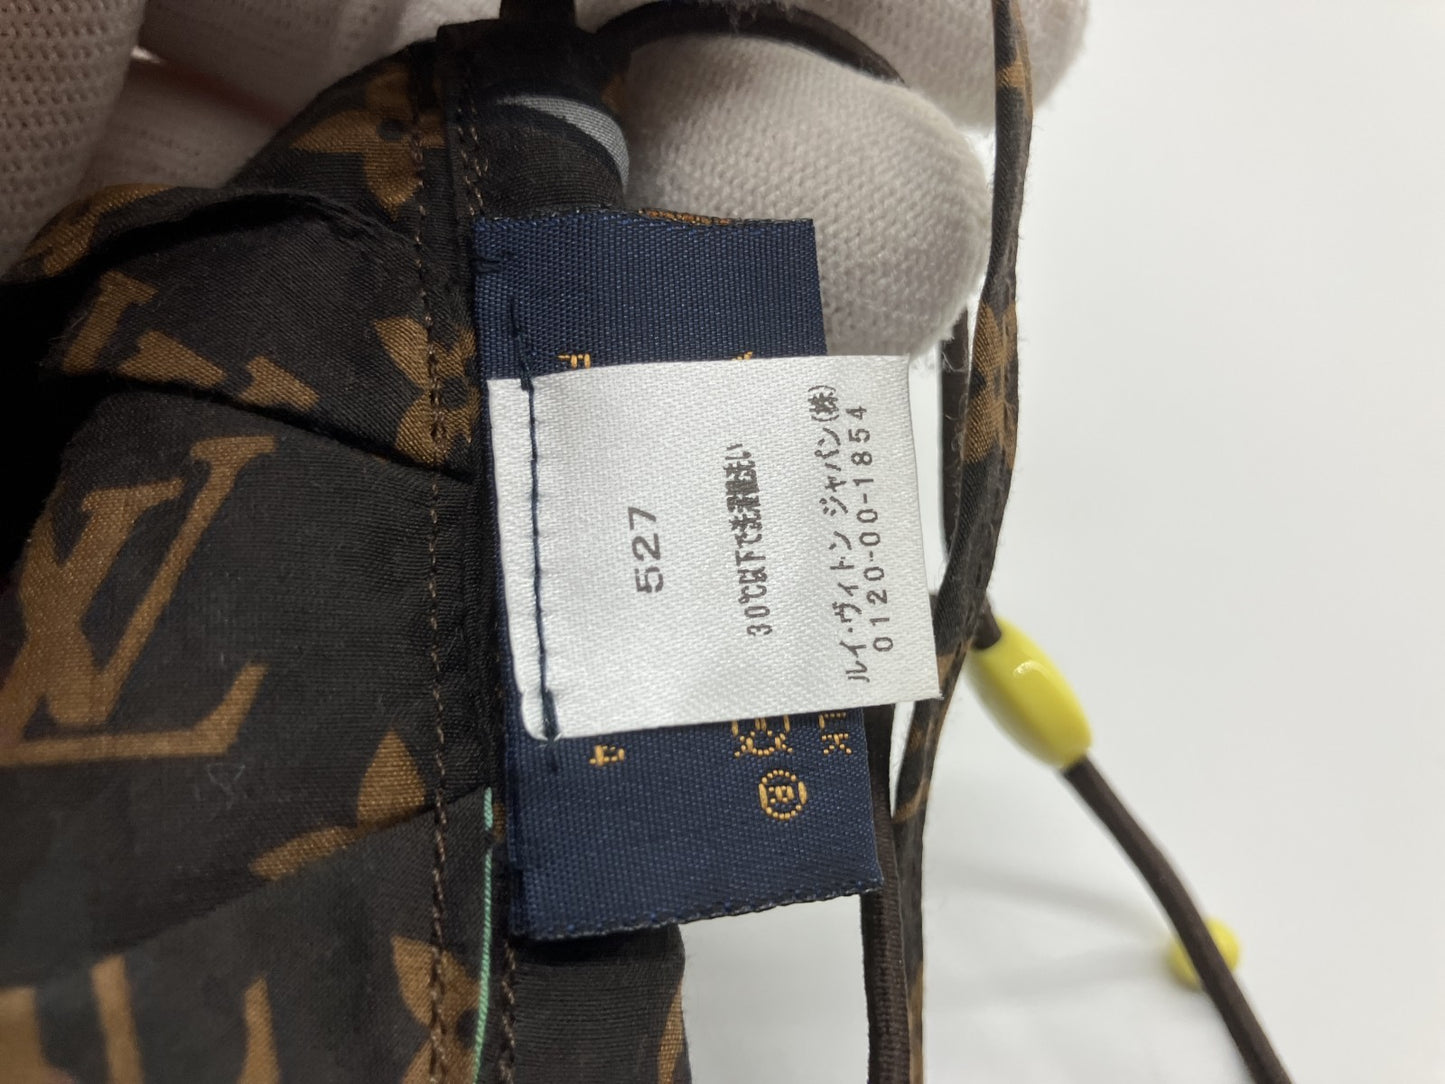 527
30℃以下で洗濯機洗い
ルイ・ヴィトン ジャパン(株)
0120-00-1854
LV